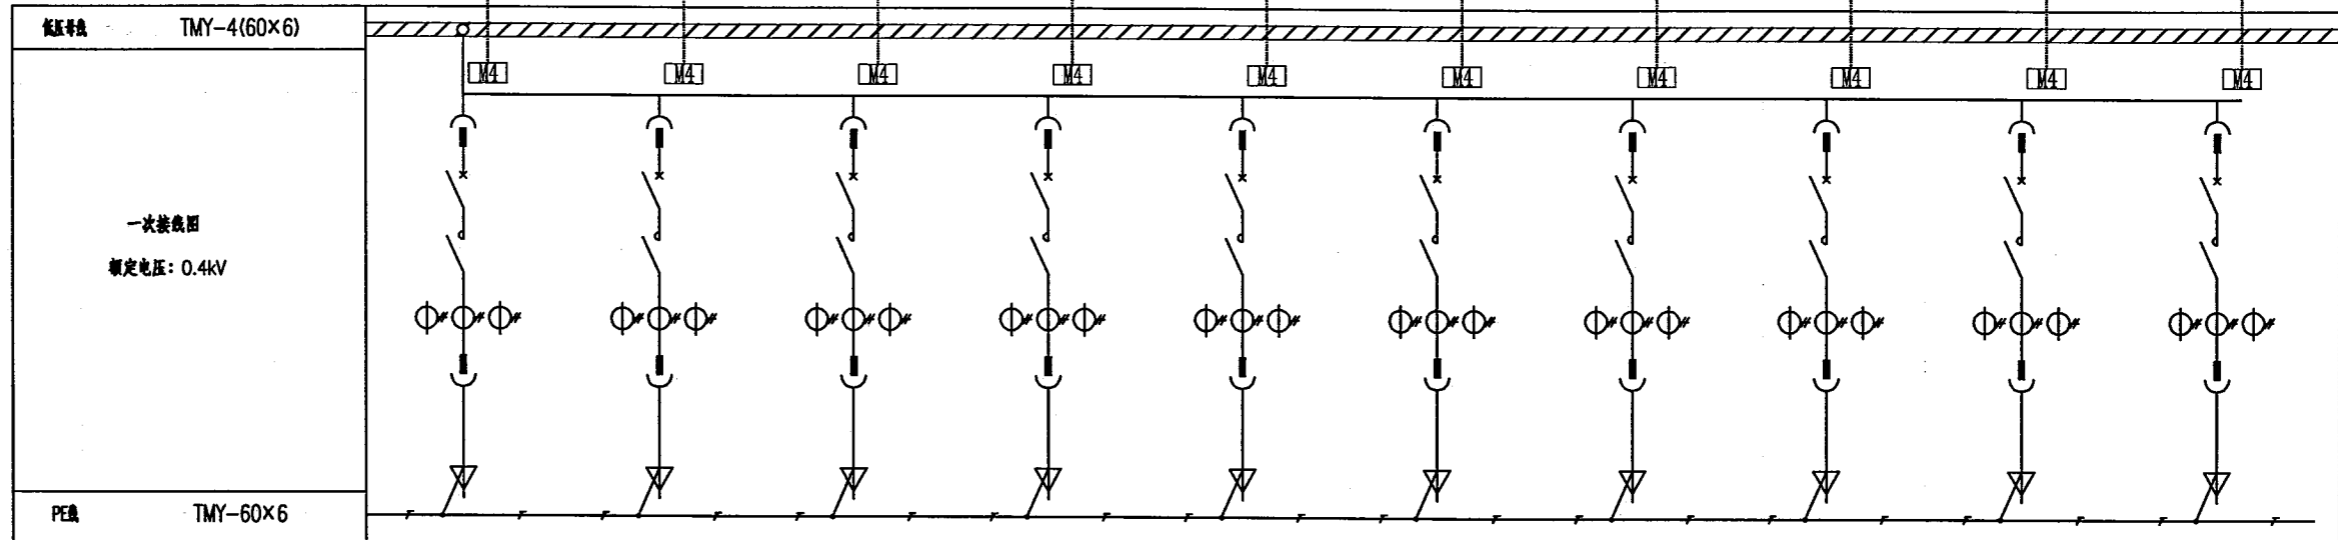 低压母线 TMY-4(60×6)
M4 M4 M4 M4 M4 M4 M4 M4 M4 M4
一次接线图
额定电压：0.4kV
PE线 TMY-60×6